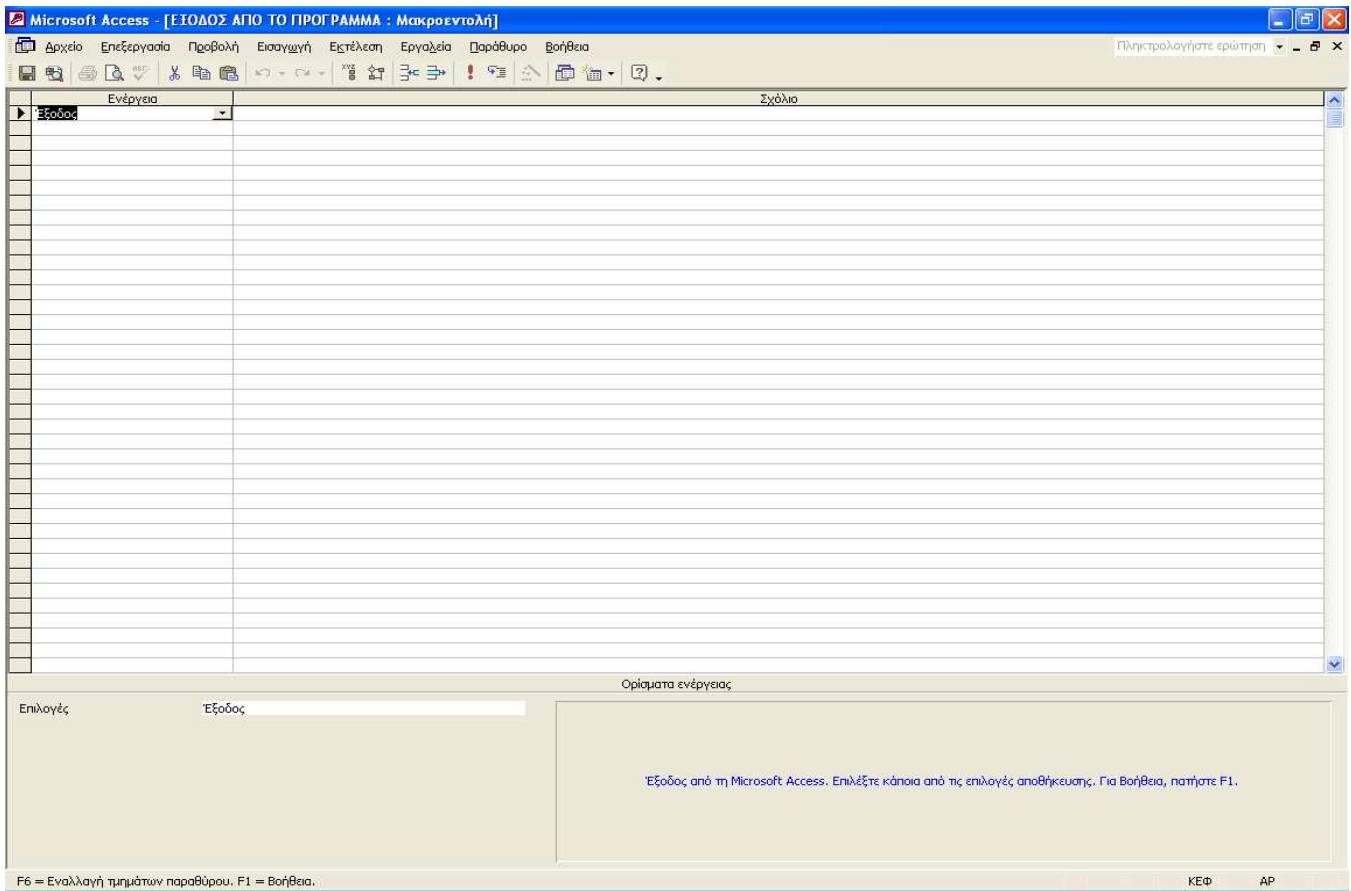 Microsoft Access - [ΕΞΟΔΟΣ ΑΠΟ ΤΟ ΠΡΟΓΡΑΜΜΑ : Μακροεντολή]
Αρχείο Επεξεργασία Προβολή Εισαγωγή Εκτέλεση Εργαλεία Παράθυρο Βοήθεια Πληκτρολογήστε ερώτηση
Ενέργεια Σχόλιο
Έξοδος
Ορίσματα ενέργειας
Επιλογές Έξοδος
Έξοδος από τη Microsoft Access. Επιλέξτε κάποια από τις επιλογές αποθήκευσης. Για Βοήθεια, πατήστε F1.
F6 = Εναλλαγή τμημάτων παραθύρου. F1 = Βοήθεια. ΚΕΦ ΑΡ